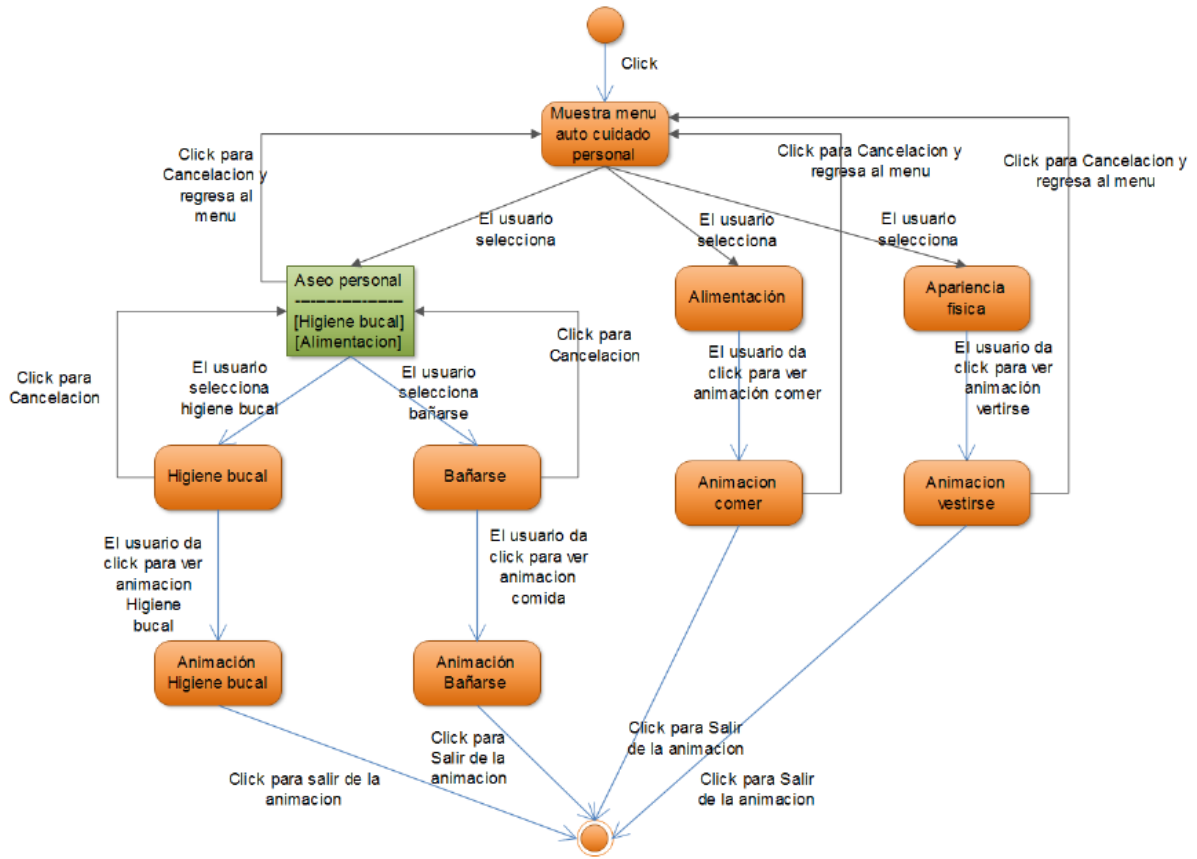 Click
Muestra menu
auto cuidado
personal
Click para
Cancelacion y
regresa al
menu
Click para Cancelacion y
regresa al menu
Click para Cancelacion y
regresa al menu
El usuario
selecciona
El usuario
selecciona
El usuario
selecciona
Aseo personal
[Higiene bucal]
[Alimentacion]
Alimentación
Apariencia
fisica
Click para
Cancelacion
El usuario
selecciona
higiene bucal
El usuario
selecciona
bañarse
Click para
Cancelacion
El usuario da
click para ver
animación comer
El usuario da
click para ver
animación
vertirse
Higiene bucal
Bañarse
Animacion
comer
Animacion
vestirse
El usuario da
click para ver
animacion
Higiene
bucal
El usuario da
click para ver
animacion
comida
Animación
Higiene bucal
Animación
Bañarse
Click para salir de la
animacion
Click para
Salir de la
animacion
Click para Salir
de la animacion
Click para Salir
de la animacion